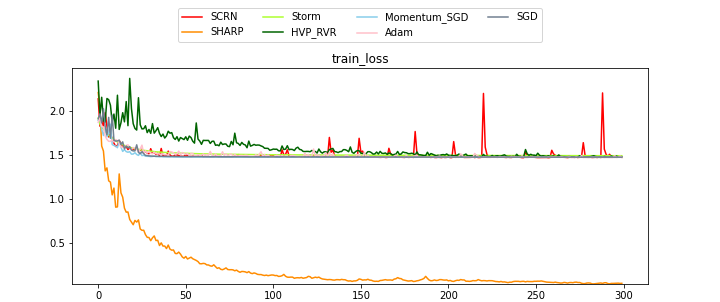 SCRN Storm Momentum_SGD SGD
SHARP HVP_RVR Adam
train_loss
2.0
1.5
1.0
0.5
0 50 100 150 200 250 300